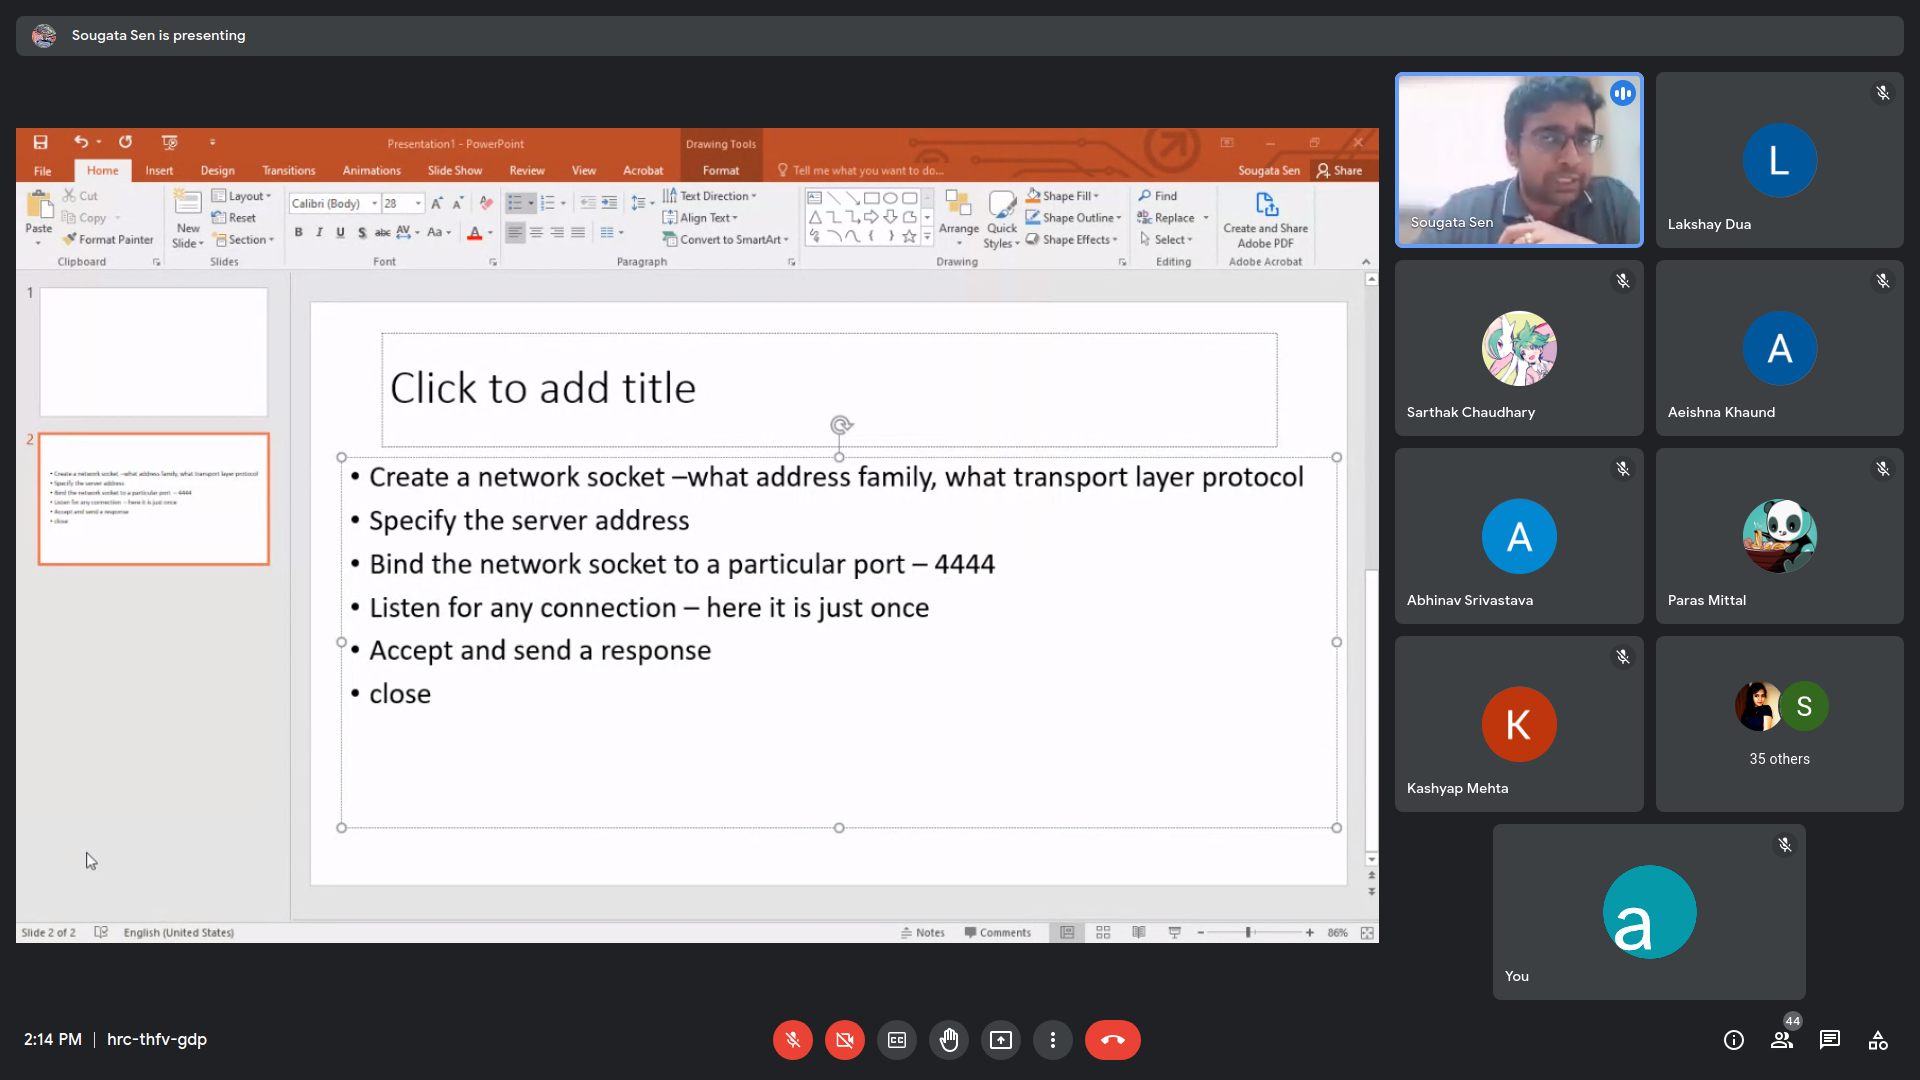 Sougata Sen is presenting
Presentation1 - PowerPoint
Drawing Tools
File Home Insert Design Transitions Animations Slide Show Review View Acrobat Format Tell me what you want to do... Sougata Sen Share
Paste
Cut
Copy
Format Painter
Clipboard
New
Slide
Layout
Reset
Section
Slides
Calibri (Body) 28
B I U S abc AV Aa A
Font
Text Direction
Align Text
Convert to SmartArt
Paragraph
Arrange
Quick
Styles
Shape Fill
Shape Outline
Shape Effects
Drawing
Find
Replace
Select
Editing
Create and Share
Adobe PDF
Adobe Acrobat
1
2
• Create a network socket –what address family, what transport layer protocol
• Specify the server address
• Bind the network socket to a particular port – 4444
• Listen for any connection – here it is just once
• Accept and send a response
• close
Click to add title
• Create a network socket –what address family, what transport layer protocol
• Specify the server address
• Bind the network socket to a particular port – 4444
• Listen for any connection – here it is just once
• Accept and send a response
• close
Slide 2 of 2 English (United States) Notes Comments 86%
Sougata Sen
L
Lakshay Dua
Sarthak Chaudhary
A
Aeishna Khaund
A
Abhinav Srivastava
Paras Mittal
K
Kashyap Mehta
S
35 others
a
You
2:14 PM | hrc-thfv-gdp
44